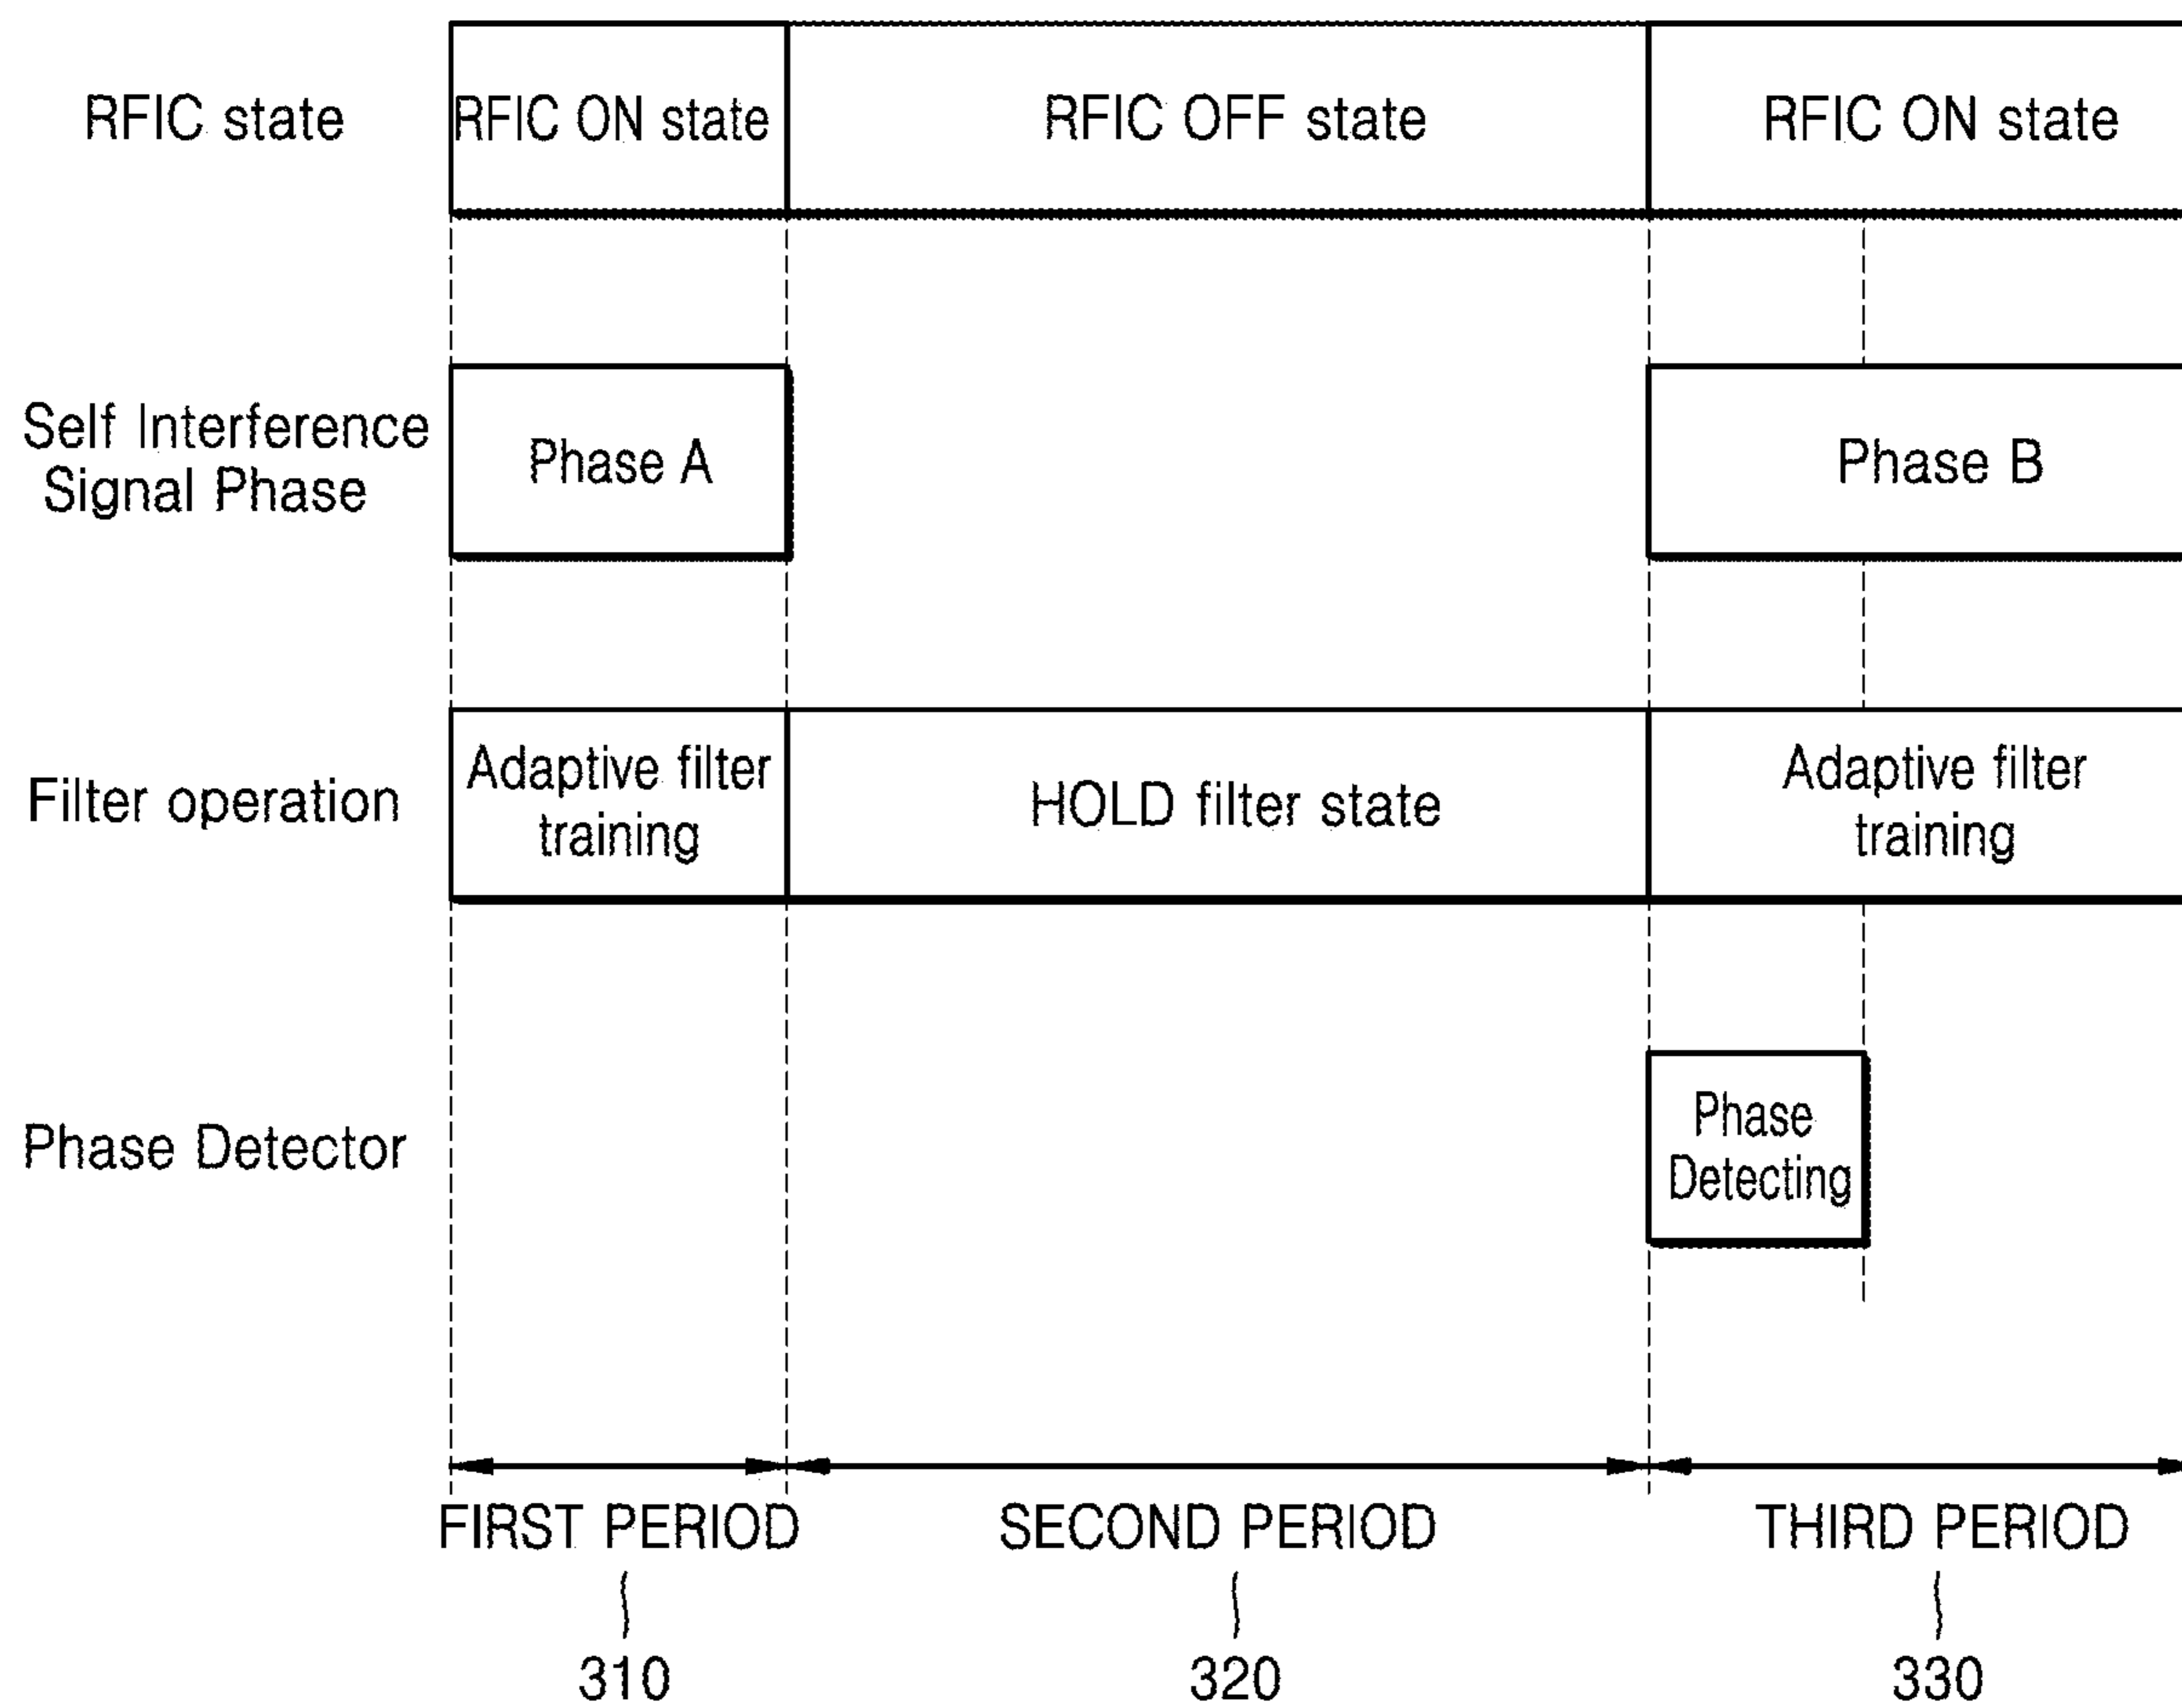 RFIC state
RFIC ON state
RFIC OFF state
RFIC ON state
Self Interference
Signal Phase
Phase A
Phase B
Filter operation
Adaptive filter
training
HOLD filter state
Adaptive filter
training
Phase Detector
Phase
Detecting
FIRST PERIOD
SECOND PERIOD
THIRD PERIOD
310
320
330